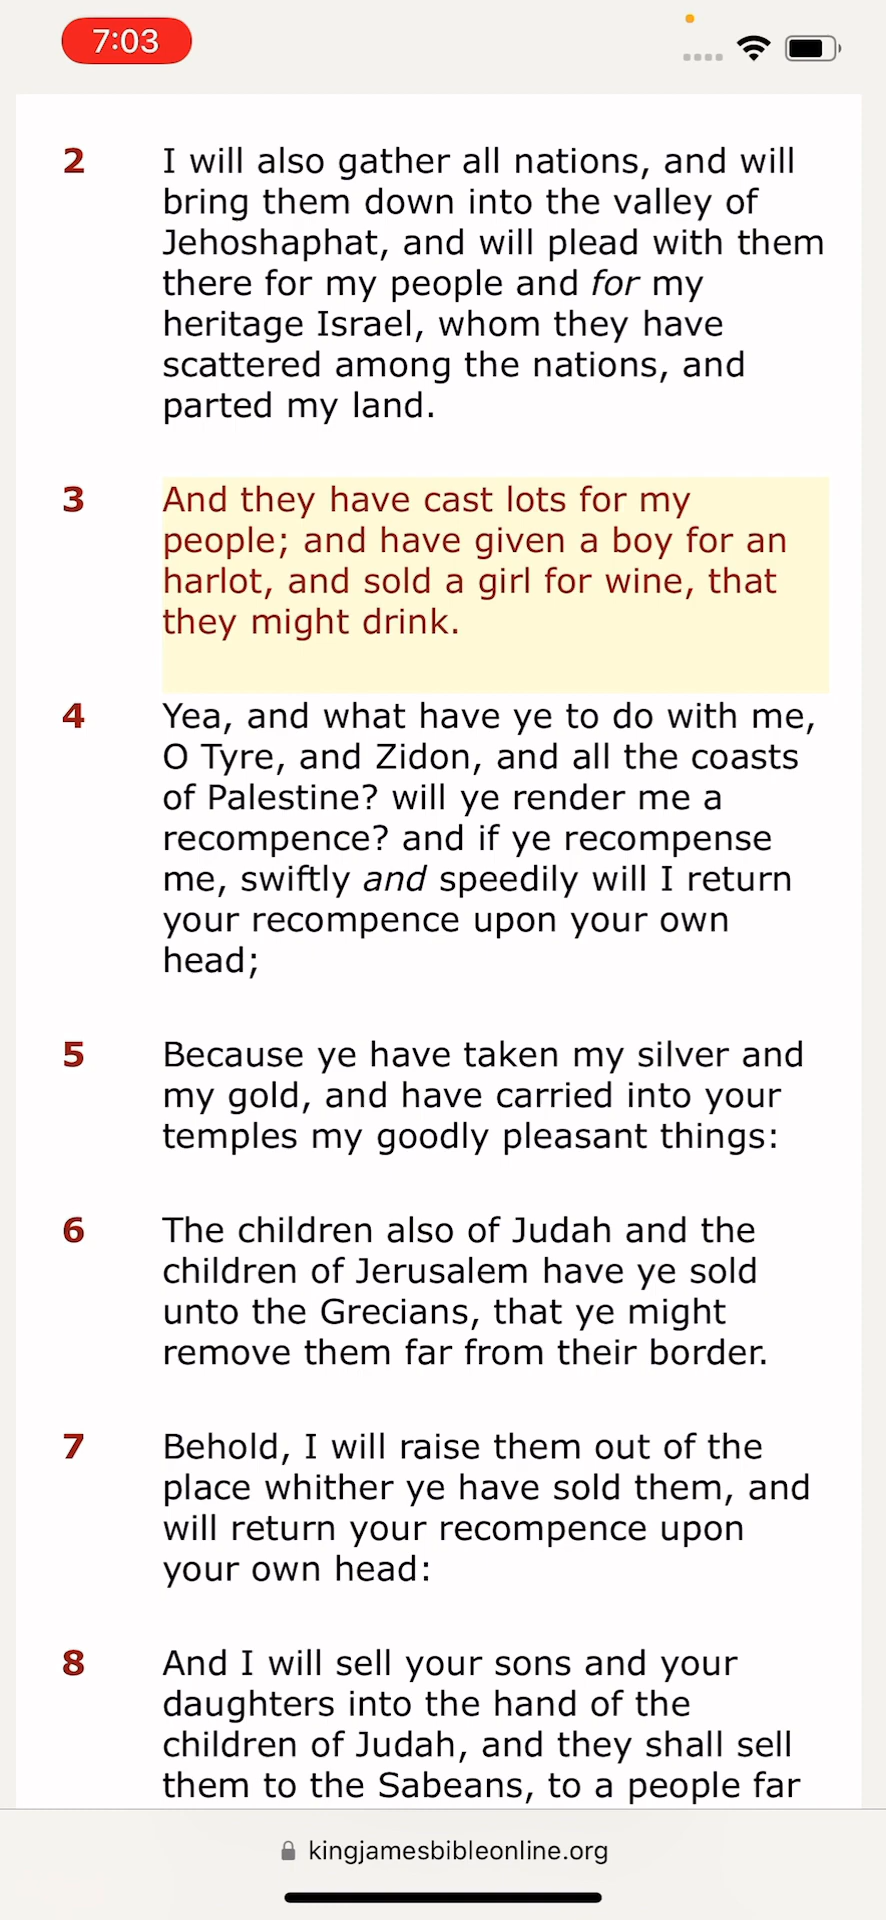 7:03
2 I will also gather all nations, and will
bring them down into the valley of
Jehoshaphat, and will plead with them
there for my people and for my
heritage Israel, whom they have
scattered among the nations, and
parted my land.
3 And they have cast lots for my
people; and have given a boy for an
harlot, and sold a girl for wine, that
they might drink.
4 Yea, and what have ye to do with me,
O Tyre, and Zidon, and all the coasts
of Palestine? will ye render me a
recompence? and if ye recompense
me, swiftly and speedily will I return
your recompence upon your own
head;
5 Because ye have taken my silver and
my gold, and have carried into your
temples my goodly pleasant things:
6 The children also of Judah and the
children of Jerusalem have ye sold
unto the Grecians, that ye might
remove them far from their border.
7 Behold, I will raise them out of the
place whither ye have sold them, and
will return your recompence upon
your own head:
8 And I will sell your sons and your
daughters into the hand of the
children of Judah, and they shall sell
them to the Sabeans, to a people far
kingjamesbibleonline.org